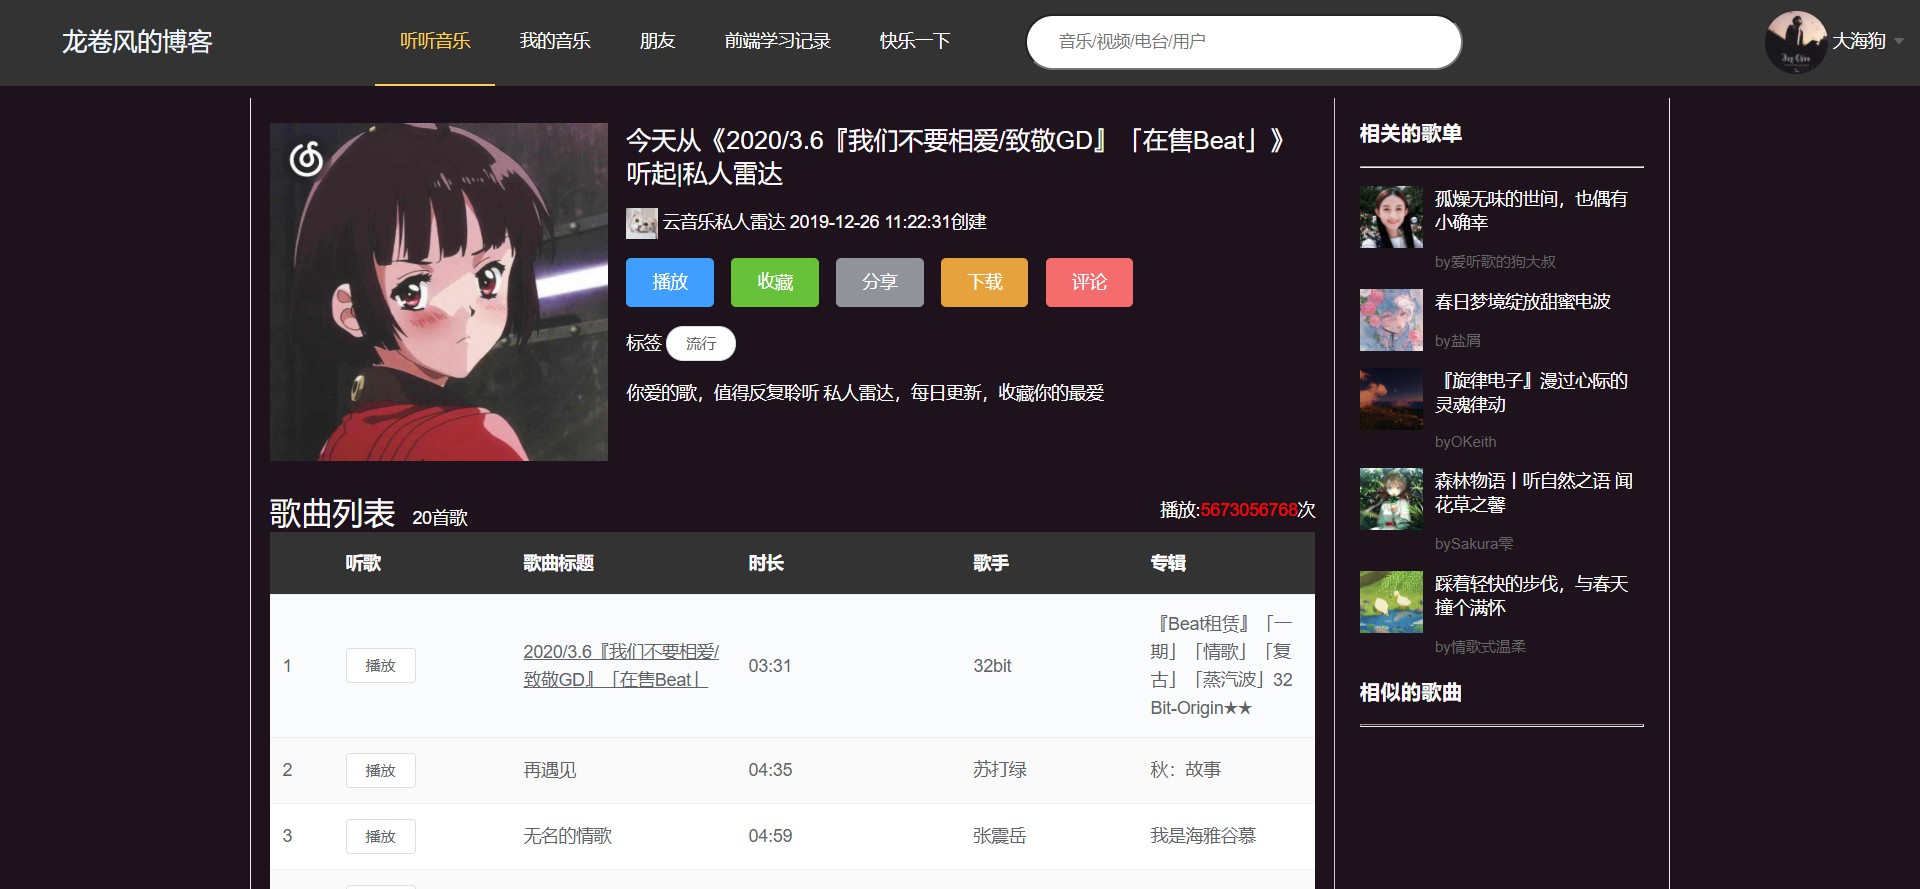 龙卷风的博客
听听音乐
我的音乐
朋友
前端学习记录
快乐一下
音乐/视频/电台/用户
大海狗
今天从《2020/3.6『我们不要相爱/致敬GD』「在售Beat」》
听起|私人雷达
云音乐私人雷达 2019-12-26 11:22:31创建
播放
收藏
分享
下载
评论
标签 流行
你爱的歌，值得反复聆听 私人雷达，每日更新，收藏你的最爱
歌曲列表 20首歌
播放:5673056768次
听歌 歌曲标题 时长 歌手 专辑
1 播放
2020/3.6『我们不要相爱/
致敬GD』「在售Beat」
03:31
32bit
『Beat租赁』「一
期」「情歌」「复
古」「蒸汽波」32
Bit-Origin★★
2 播放 再遇见 04:35 苏打绿 秋：故事
3 播放 无名的情歌 04:59 张震岳 我是海雅谷慕
相关的歌单
孤燥无味的世间，也偶有
小确幸
by爱听歌的狗大叔
春日梦境绽放甜蜜电波
by盐屑
『旋律电子』漫过心际的
灵魂律动
byOKeith
森林物语丨听自然之语 闻
花草之馨
bySakura雫
踩着轻快的步伐，与春天
撞个满怀
by情歌式温柔
相似的歌曲